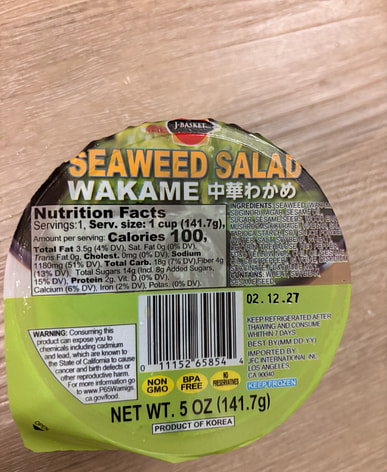 J-BASKET
SEAWEED SALAD
WAKAME 中華わかめ
Nutrition Facts
Servings:1, Serv. size: 1 cup (141.7g),
Amount per serving: Calories 100,
Total Fat 3.5g (4% DV), Sat. Fat 0g (0% DV),
Trans Fat 0g, Cholest. 0mg (0% DV), Sodium
1180mg (51% DV), Total Carb. 18g (7% DV), Fiber 4g
(13% DV), Total Sugars 14g (Incl. 8g Added Sugars,
15% DV), Protein 2g, Vit. D (0% DV),
Calcium (6% DV), Iron (2% DV), Potas. (0% DV).
INGREDIENTS: SEAWEED
02.12.27
KEEP REFRIGERATED AFTER
THAWING AND CONSUME
WHITHIN 7 DAYS
BEST BY(MM DD YY)
IMPORTED BY:
JFC INTERNATIONAL INC.
LOS ANGELES
CA 90040
KEEP FROZEN
WARNING: Consuming this
product can expose you to
chemicals including cadmium
and lead, which are known to
the State of California to cause
cancer and birth defects or
other reproductive harm.
For more information go
to www.P65Warnings.
ca.gov/food.
0 11152 65854 4
NON
GMO
BPA
FREE
NO
PRESERVATIVES
NET WT. 5 OZ (141.7g)
PRODUCT OF KOREA